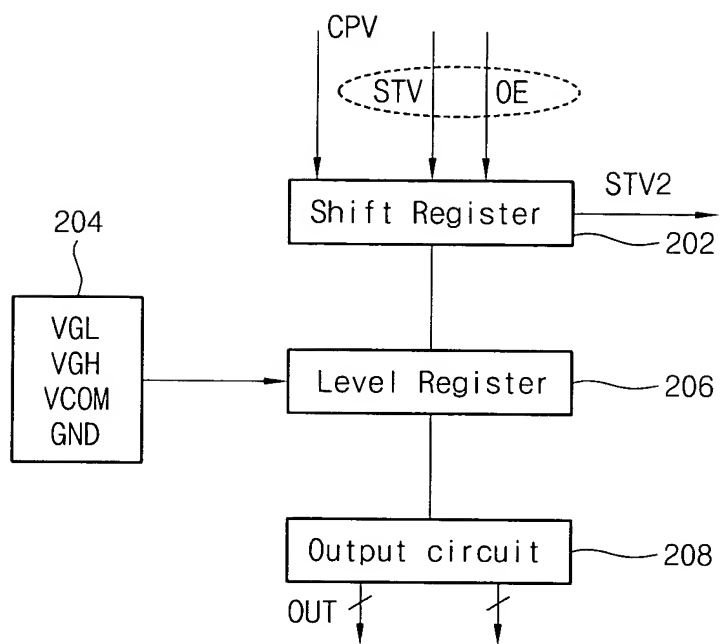 CPV
STV OE
Shift Register
STV2
202
204
VGL
VGH
VCOM
GND
Level Register
206
Output circuit
208
OUT